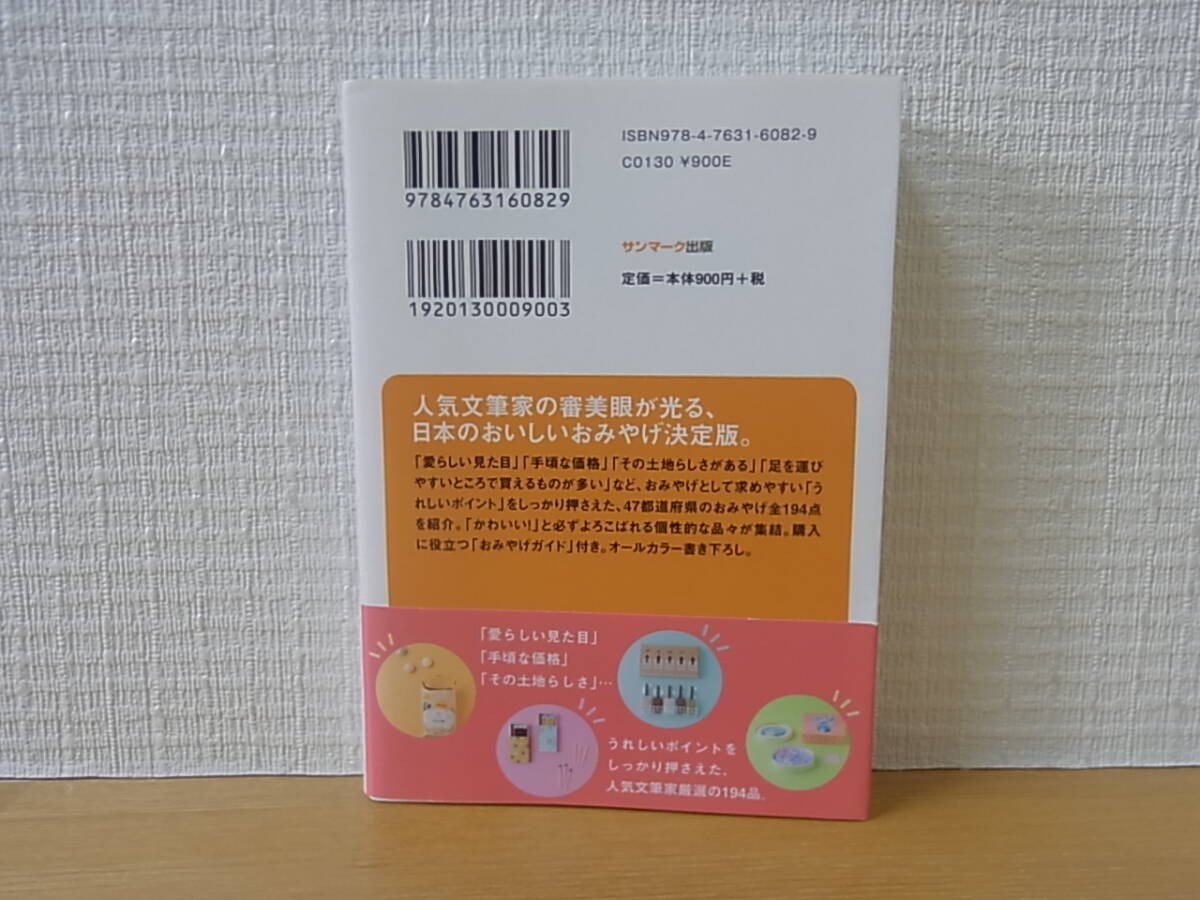 ISBN978-4-7631-6082-9
C0130 ¥900E
9784763160829
サンマーク出版
定価=本体900円+税
1920130009003
人気文筆家の審美眼が光る、
日本のおいしいおみやげ決定版。
「愛らしい見た目」「手頃な価格」「その土地らしさがある」「足を運び
やすいところで買えるものが多い」など、おみやげとして求めやすい「う
れしいポイント」をしっかり押さえた、47都道府県のおみやげ全194点
を紹介。「かわいい!」と必ずよろこばれる個性的な品々が集結。購入
に役立つ「おみやげガイド」付き。オールカラー書き下ろし。
「愛らしい見た目」
「手頃な価格」
「その土地らしさ」…
うれしいポイントを
しっかり押さえた、
人気文筆家厳選の194品。